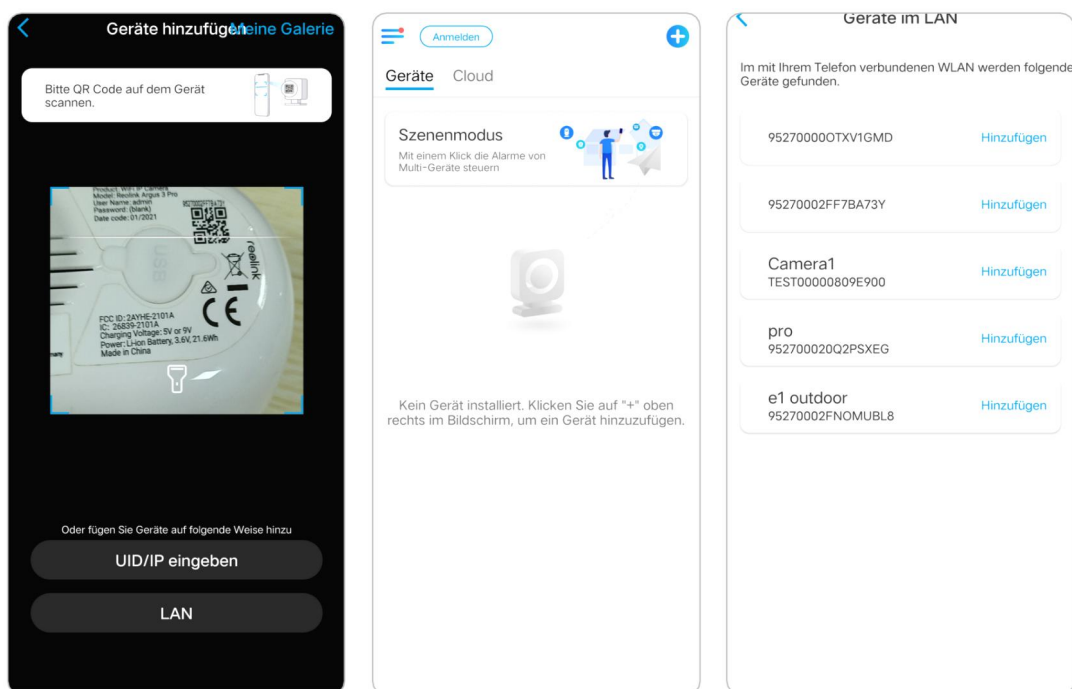 Geräte hinzufügen
Meine Galerie
Bitte QR Code auf dem Gerät
scannen.
Product: WiFi IP Camera
Model: Reolink Argus 3 Pro
User Name: admin
Password: (blank)
Date code: 01/2021
95270002FF7BA73Y
USB
reolink
FCC ID: 2AYHE-2101A
IC: 26839-2101A
Charging Voltage: 5V or 9V
Power: Li-ion Battery, 3.6V, 21.6Wh
Made in China
CE
Oder fügen Sie Geräte auf folgende Weise hinzu
UID/IP eingeben
LAN
Anmelden
Geräte Cloud
Szenenmodus
Mit einem Klick die Alarme von
Multi-Geräte steuern
Kein Gerät installiert. Klicken Sie auf "+" oben
rechts im Bildschirm, um ein Gerät hinzuzufügen.
Geräte im LAN
Im mit Ihrem Telefon verbundenen WLAN werden folgende
Geräte gefunden.
95270000OTXV1GMD Hinzufügen
95270002FF7BA73Y Hinzufügen
Camera1
TEST00000809E900 Hinzufügen
pro
952700020Q2PSXEG Hinzufügen
e1 outdoor
95270002FNOMUBL8 Hinzufügen